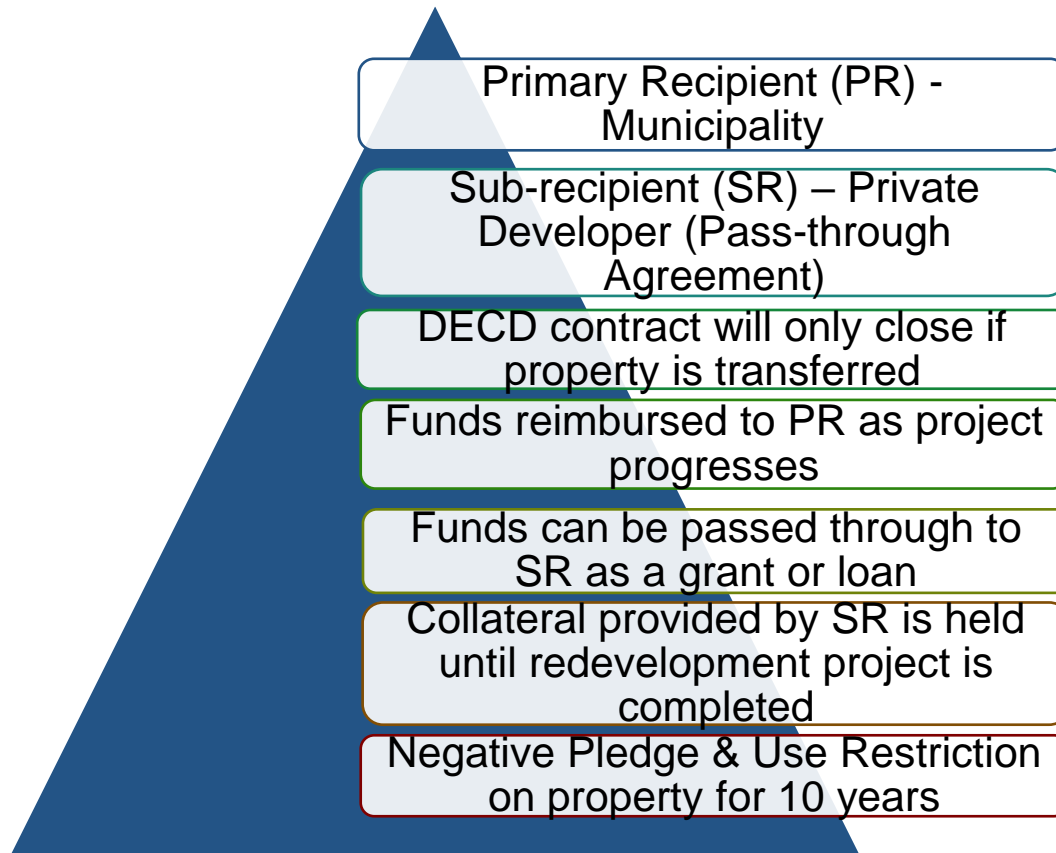 Primary Recipient (PR) -
Municipality
Sub-recipient (SR) – Private
Developer (Pass-through
Agreement)
DECD contract will only close if
property is transferred
Funds reimbursed to PR as project
progresses
Funds can be passed through to
SR as a grant or loan
Collateral provided by SR is held
until redevelopment project is
completed
Negative Pledge & Use Restriction
on property for 10 years